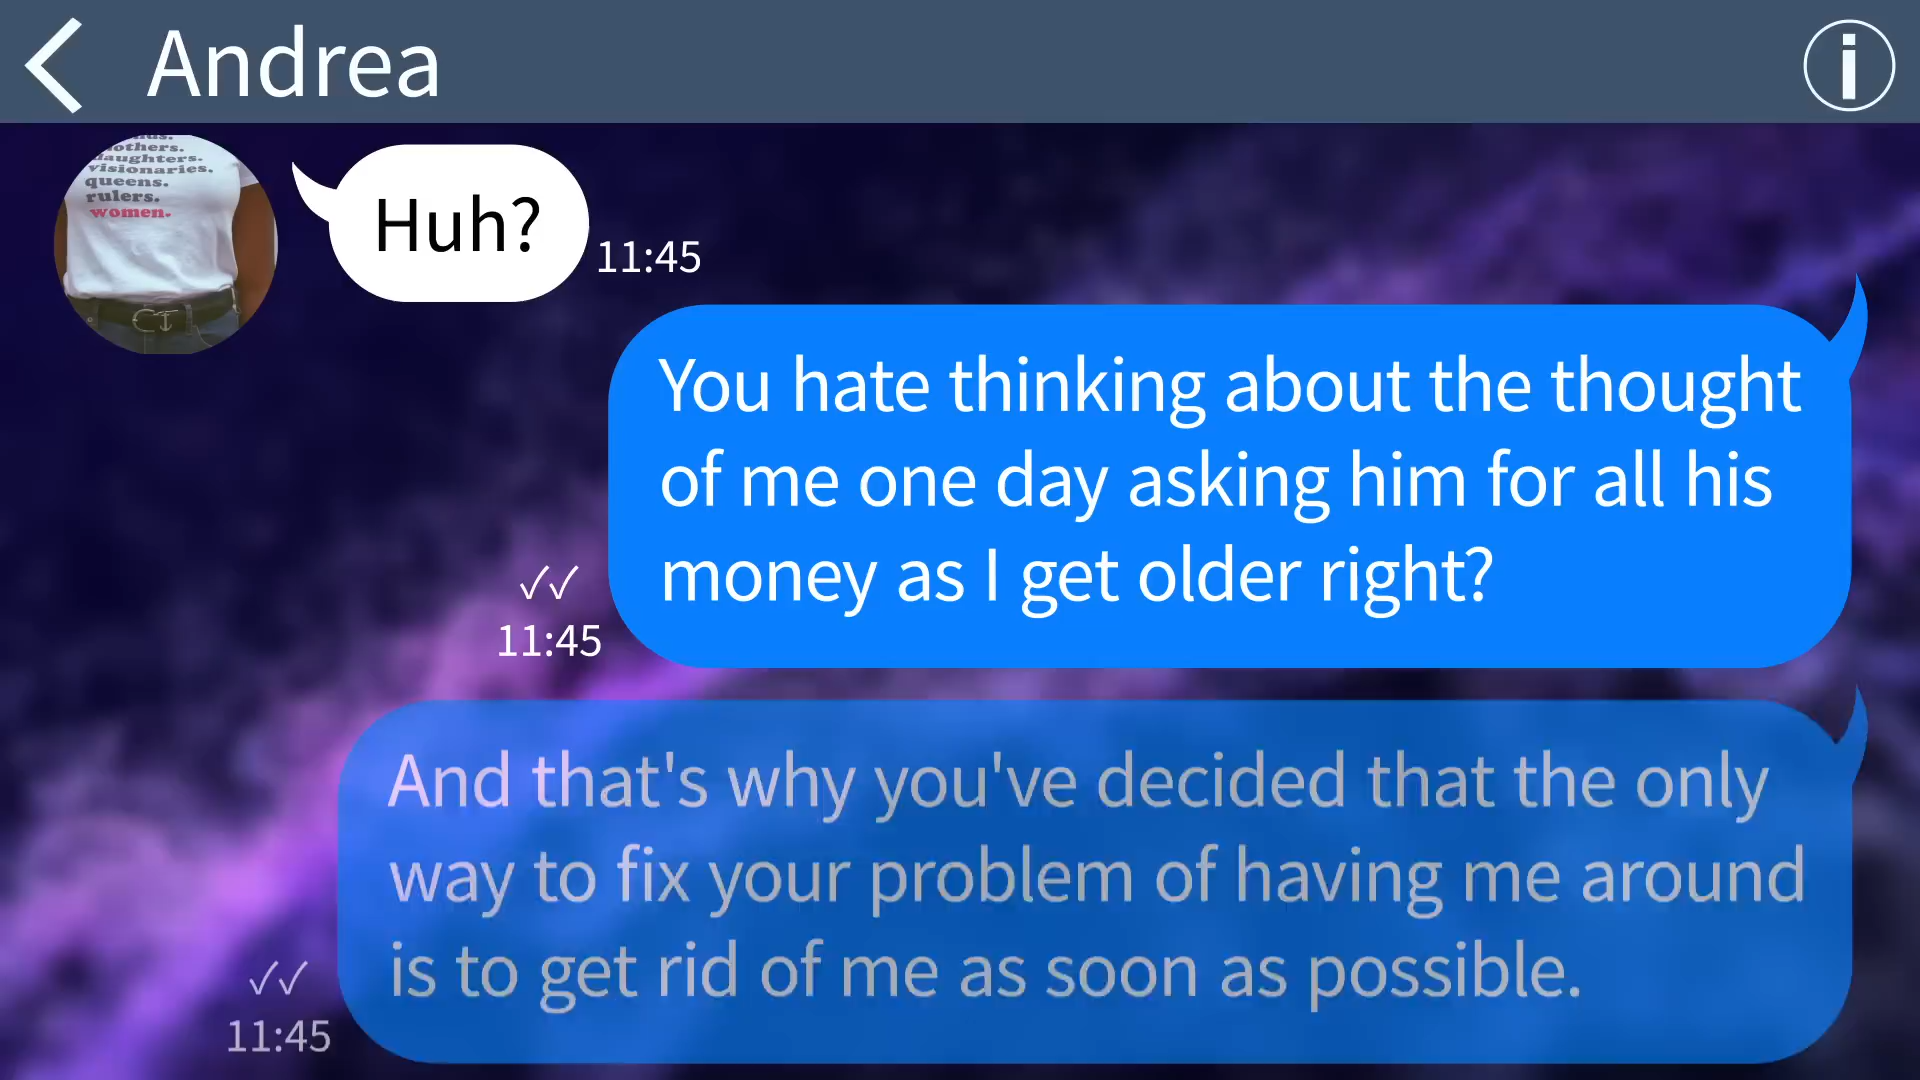 Andrea
others.
daughters.
visionaries.
queens.
rulers.
women.
Huh?
11:45
You hate thinking about the thought
of me one day asking him for all his
money as I get older right?
✓✓
11:45
And that's why you've decided that the only
way to fix your problem of having me around
is to get rid of me as soon as possible.
✓✓
11:45